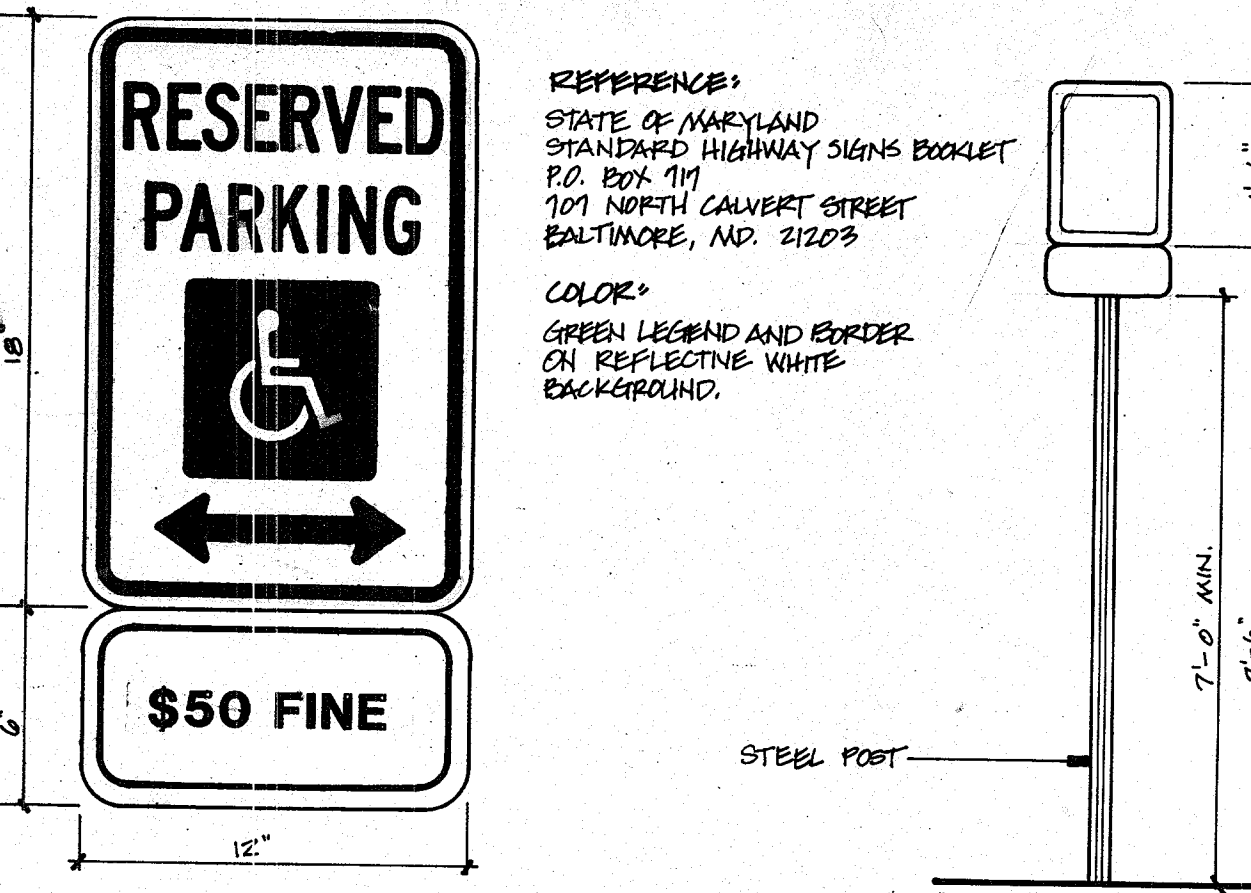 RESERVED
PARKING
$50 FINE
18"
6"
12"
REFERENCE:
STATE OF MARYLAND
STANDARD HIGHWAY SIGNS BOOKLET
P.O. BOX 717
707 NORTH CALVERT STREET
BALTIMORE, MD. 21203
COLOR:
GREEN LEGEND AND BORDER
ON REFLECTIVE WHITE
BACKGROUND.
STEEL POST
7'-0" MIN.